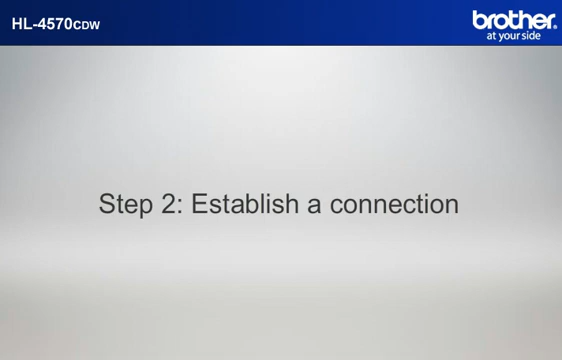 HL-4570CDW
brother
at your side
Step 2: Establish a connection